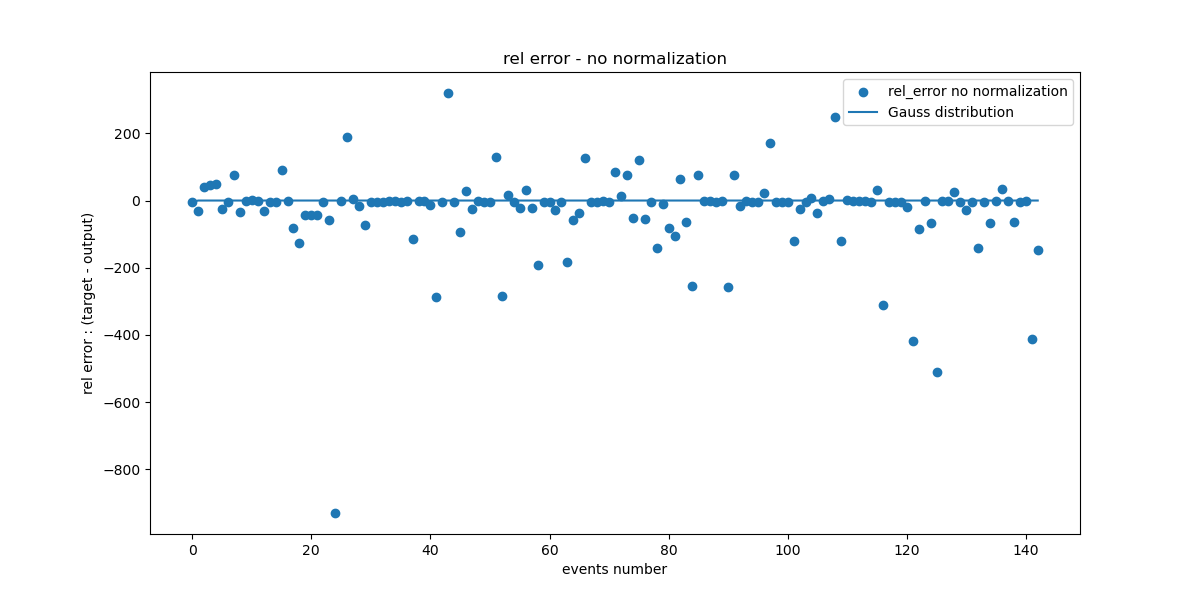 rel error - no normalization
rel_error no normalization
Gauss distribution
rel error : (target - output)
200
0
−200
−400
−600
−800
0 20 40 60 80 100 120 140
events number